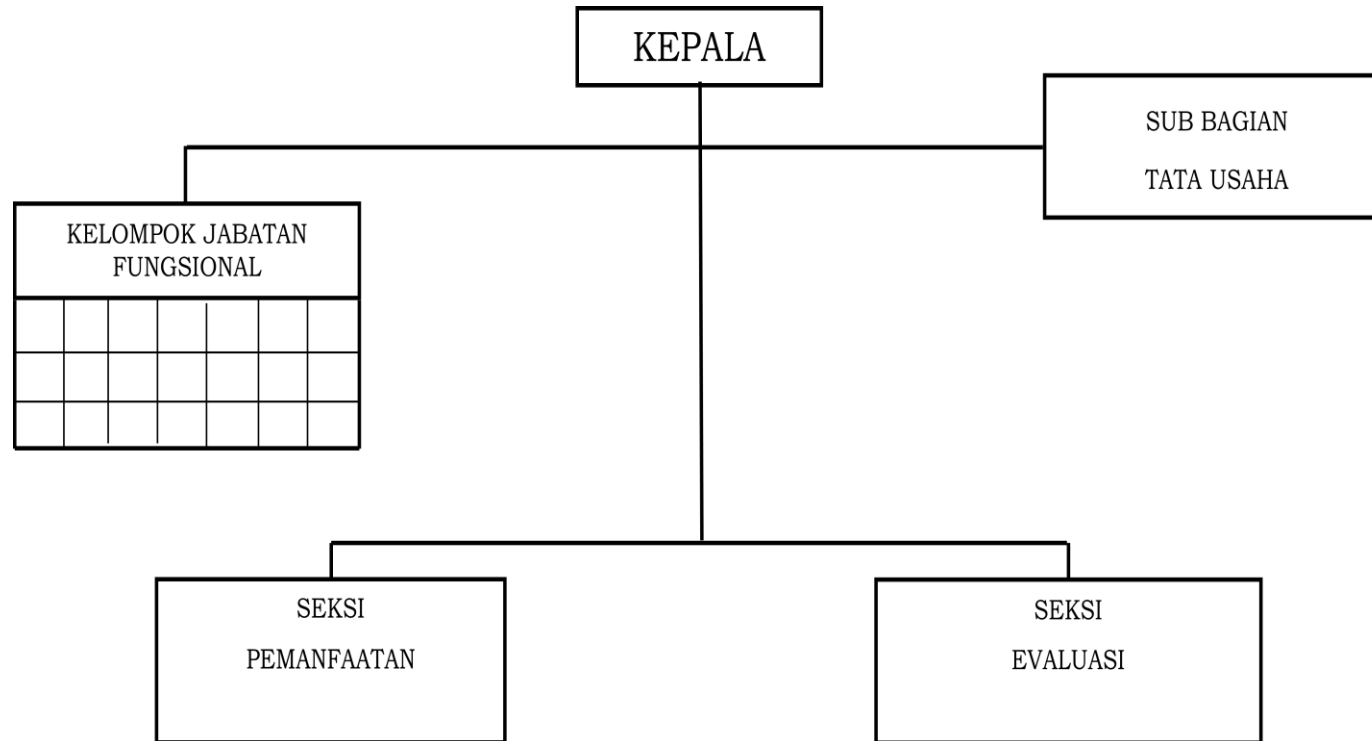 KEPALA
SUB BAGIAN
TATA USAHA
KELOMPOK JABATAN
FUNGSIONAL
SEKSI
PEMANFAATAN
SEKSI
EVALUASI